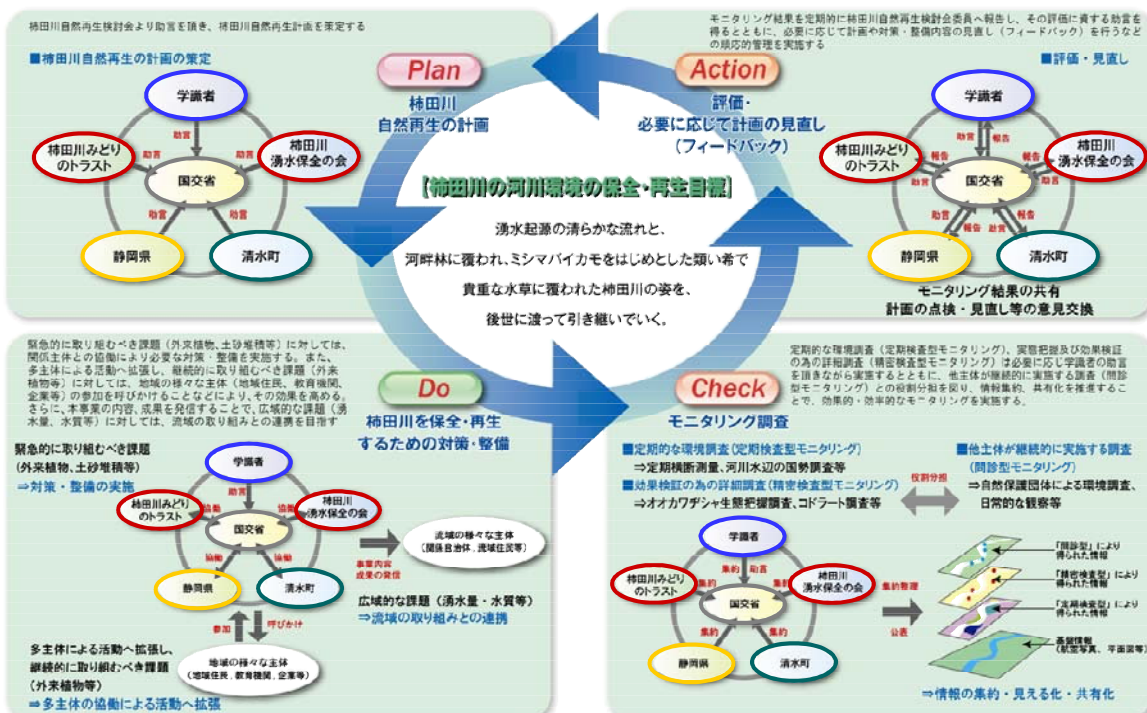 柿田川自然再生検討会より助言を頂き、柿田川自然再生計画を策定する
■柿田川自然再生の計画の策定
学識者
柿田川みどり
のトラスト
柿田川
湧水保全の会
国交省
静岡県
清水町
助言
助言
助言
助言
助言
Plan
柿田川
自然再生の計画
モニタリング結果を定期的に柿田川自然再生検討会委員へ報告し、その評価に資する助言を
得るとともに、必要に応じて計画や対策・整備内容の見直し(フィードバック)を行うなど
の順応的管理を実施する
■評価・見直し
Action
評価・
必要に応じて計画の見直し
(フィードバック)
学識者
柿田川みどり
のトラスト
柿田川
湧水保全の会
国交省
静岡県
清水町
助言
報告
報告
助言
報告
助言
助言
報告
報告
助言
モニタリング結果の共有
計画の点検・見直し等の意見交換
【柿田川の河川環境の保全・再生目標】
湧水起源の清らかな流れと、
河畔林に覆われ、ミシマバイカモをはじめとした類い希で
貴重な水草に覆われた柿田川の姿を、
後世に渡って引き継いでいく。
緊急的に取り組むべき課題(外来植物、土砂堆積等)に対しては、
関係主体との協働により必要な対策・整備を実施する。また、
多主体による活動へ拡張し、継続的に取り組むべき課題(外来
植物等)に対しては、地域の様々な主体(地域住民、教育機関、
企業等)の参加を呼びかけることなどにより、その効果を高める。
さらに、本事業の内容、成果を発信することで、広域的な課題(湧
水量、水質等)に対しては、流域の取り組みとの連携を目指す
Do
柿田川を保全・再生
するための対策・整備
緊急的に取り組むべき課題
(外来植物、土砂堆積等)
⇒対策・整備の実施
学識者
柿田川みどり
のトラスト
柿田川
湧水保全の会
国交省
静岡県
清水町
助言
協働
協働
協働
協働
事業内容
成果の発信
流域の様々な主体
(関係自治体、流域住民等)
広域的な課題(湧水量・水質等)
⇒流域の取り組みとの連携
参加
呼びかけ
多主体による活動へ拡張し、
継続的に取り組むべき課題
(外来植物等)
地域の様々な主体
(地域住民、教育機関、企業等)
⇒多主体の協働による活動へ拡張
定期的な環境調査(定期検査型モニタリング)、実態把握及び効果検証
の為の詳細調査(精密検査型モニタリング)は必要に応じ学識者の助言
を頂きながら実施するとともに、他主体が継続的に実施する調査(問診
型モニタリング)との役割分担を図り、情報集約、共有化を推進するこ
とで、効果的・効率的なモニタリングを実施する。
Check
モニタリング調査
■定期的な環境調査(定期検査型モニタリング)
⇒定期横断測量、河川水辺の国勢調査等
■効果検証の為の詳細調査(精密検査型モニタリング)
⇒オオカワヂシャ生態把握調査、コドラート調査等
役割分担
■他主体が継続的に実施する調査
(問診型モニタリング)
⇒自然保護団体による環境調査、
日常的な観察等
学識者
柿田川みどり
のトラスト
柿田川
湧水保全の会
国交省
静岡県
清水町
集約
助言
集約
集約
集約
集約
集約整理
公表
「問診型」により
得られた情報
「精密検査型」により
得られた情報
「定期検査型」により
得られた情報
基盤情報
(航空写真、平面図等)
⇒情報の集約・見える化・共有化